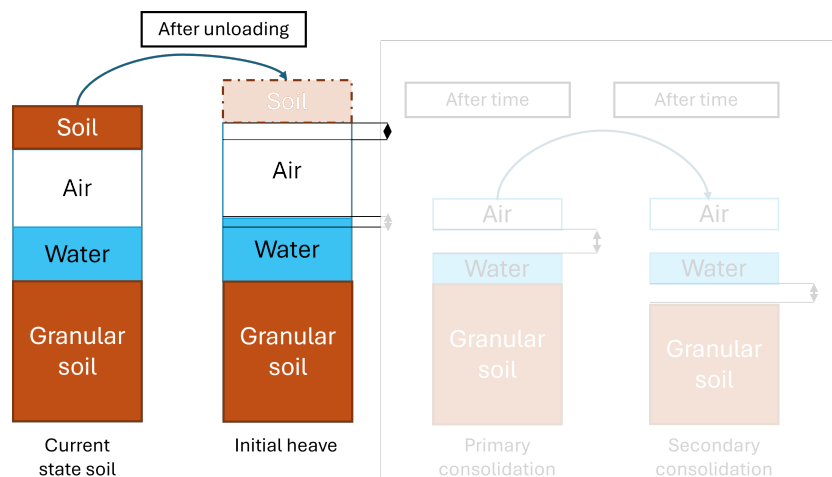 After unloading
Soil
Air
Water
Granular
soil
Current
state soil
Soil
Air
Water
Granular
soil
Initial heave
After time
After time
Air
Water
Granular
soil
Primary
consolidation
Air
Water
Granular
soil
Secondary
consolidation